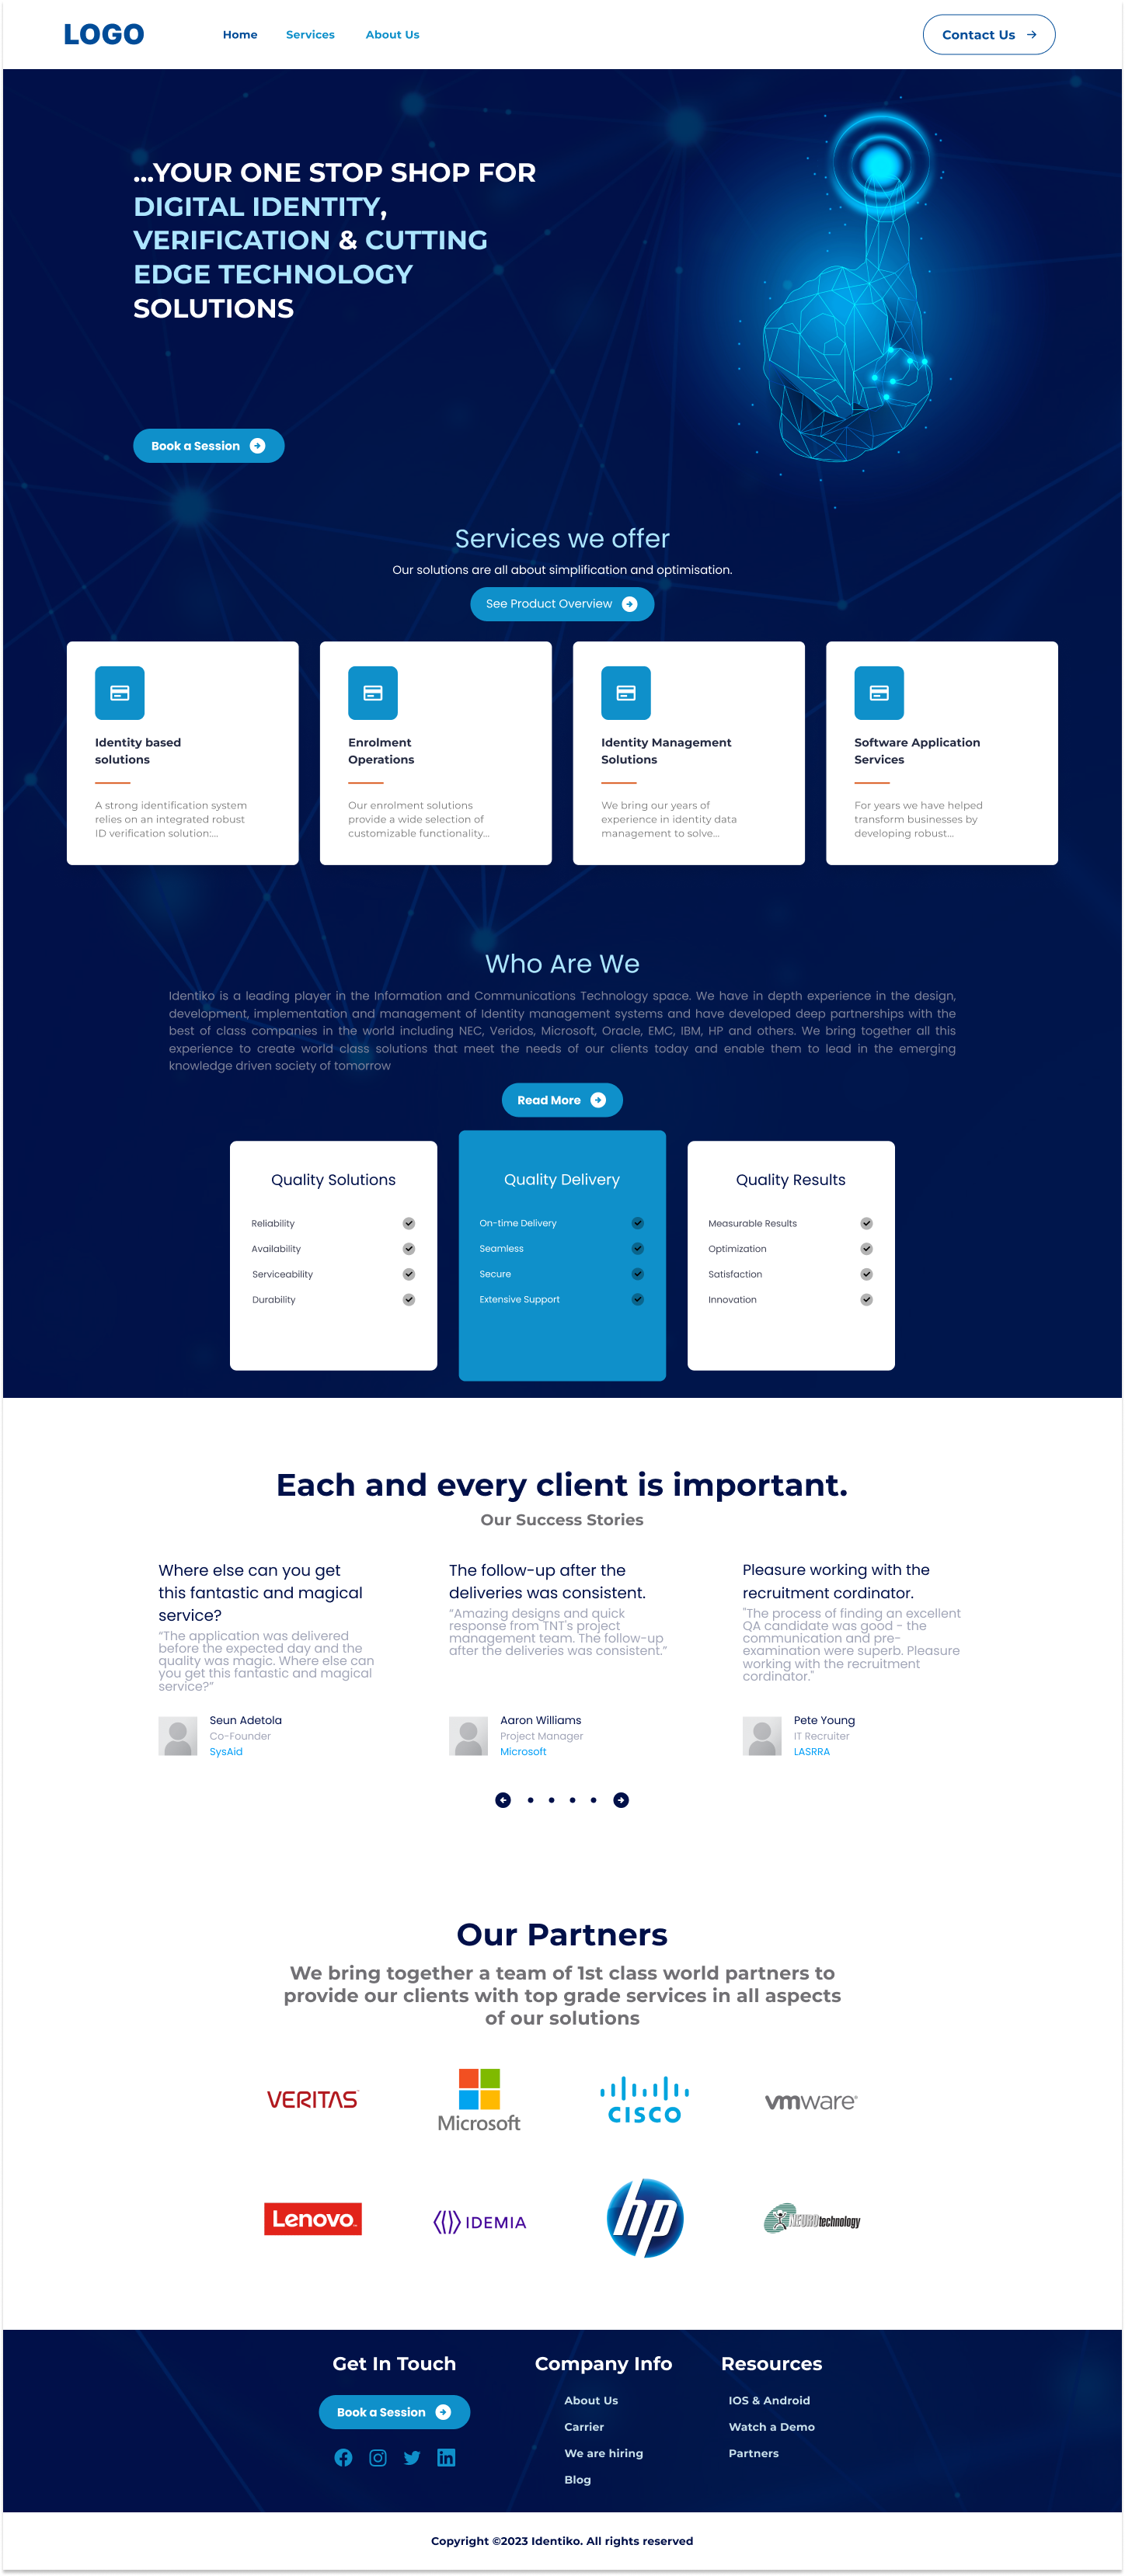 LOGO
Home
Services
About Us
Contact Us
...YOUR ONE STOP SHOP FOR
DIGITAL IDENTITY,
VERIFICATION & CUTTING
EDGE TECHNOLOGY
SOLUTIONS
Book a Session
Services we offer
Our solutions are all about simplification and optimisation.
See Product Overview
Identity based
solutions
A strong identification system
relies on an integrated robust
ID verification solution:...
Enrolment
Operations
Our enrolment solutions
provide a wide selection of
customizable functionality...
Identity Management
Solutions
We bring our years of
experience in identity data
management to solve...
Software Application
Services
For years we have helped
transform businesses by
developing robust...
Who Are We
Identiko is a leading player in the Information and Communications Technology space. We have in depth experience in the design,
development, implementation and management of Identity management systems and have developed deep partnerships with the
best of class companies in the world including NEC, Veridos, Microsoft, Oracle, EMC, IBM, HP and others. We bring together all this
experience to create world class solutions that meet the needs of our clients today and enable them to lead in the emerging
knowledge driven society of tomorrow
Read More
Quality Solutions
Reliability
Availability
Serviceability
Durability
Quality Delivery
On-time Delivery
Seamless
Secure
Extensive Support
Quality Results
Measurable Results
Optimization
Satisfaction
Innovation
Each and every client is important.
Our Success Stories
Where else can you get
this fantastic and magical
service?
“The application was delivered
before the expected day and the
quality was magic. Where else can
you get this fantastic and magical
service?”
Seun Adetola
Co-Founder
SysAid
The follow-up after the
deliveries was consistent.
“Amazing designs and quick
response from TNT's project
management team. The follow-up
after the deliveries was consistent.”
Aaron Williams
Project Manager
Microsoft
Pleasure working with the
recruitment cordinator.
"The process of finding an excellent
QA candidate was good - the
communication and pre-
examination were superb. Pleasure
working with the recruitment
cordinator."
Pete Young
IT Recruiter
LASRRA
Our Partners
We bring together a team of 1st class world partners to
provide our clients with top grade services in all aspects
of our solutions
VERITAS
Microsoft
CISCO
vmware®
Lenovo™
IDEMIA
hp
NEUROtechnology
Get In Touch
Book a Session
Company Info
About Us
Carrier
We are hiring
Blog
Resources
IOS & Android
Watch a Demo
Partners
Copyright ©2023 Identiko. All rights reserved